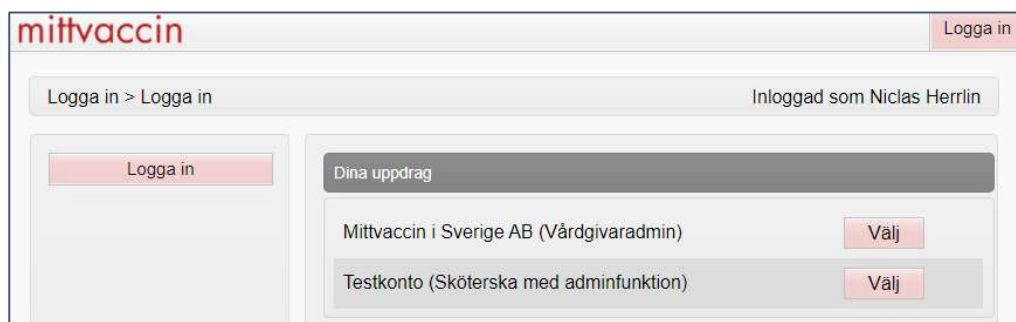 mittvaccin
Logga in
Logga in > Logga in
Inloggad som Niclas Herrlin
Logga in
Dina uppdrag
Mittvaccin i Sverige AB (Vårdgivaradmin)
Välj
Testkonto (Sköterska med adminfunktion)
Välj